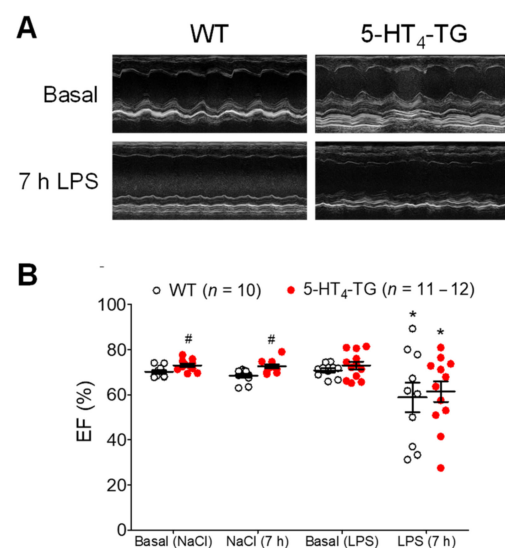 A
WT
5-HT₄-TG
Basal
7 h LPS
B
WT (n = 10)
5-HT₄-TG (n = 11 – 12)
100
80
60
40
20
0
EF (%)
#
#
*
*
Basal (NaCl)
NaCl (7 h)
Basal (LPS)
LPS (7 h)